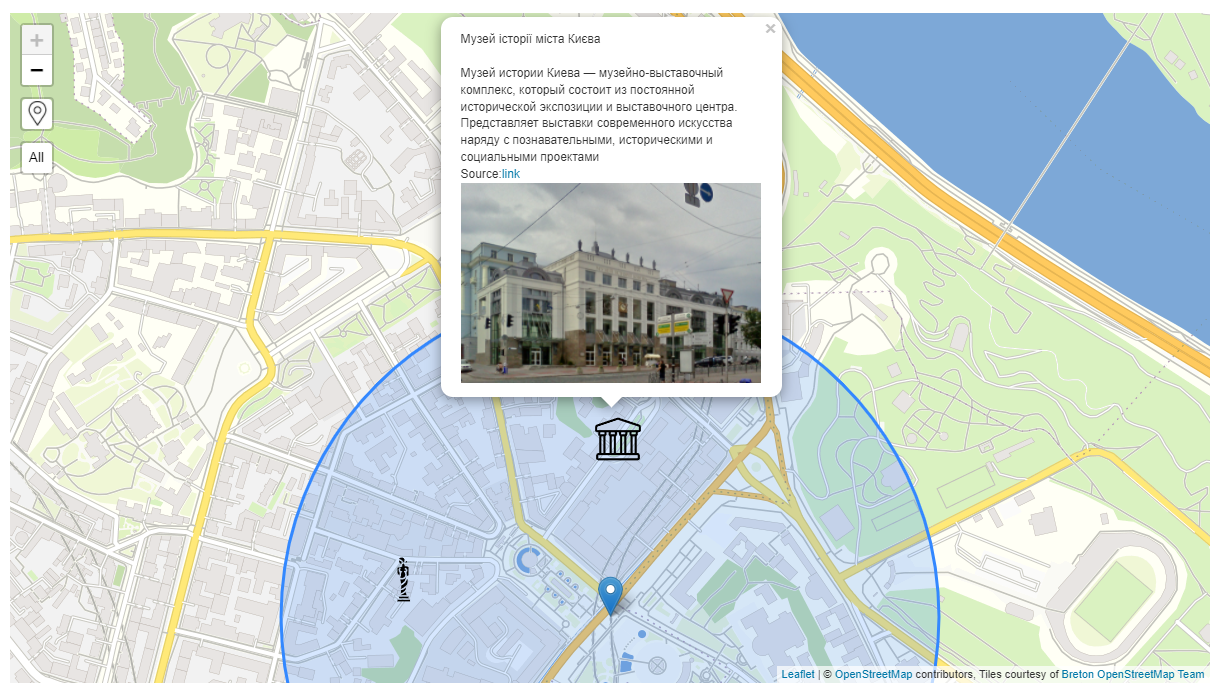 +
−
All
×
Музей історії міста Києва
Музей истории Киева — музейно-выставочный
комплекс, который состоит из постоянной
исторической экспозиции и выставочного центра.
Представляет выставки современного искусства
наряду с познавательными, историческими и
социальными проектами
Source:link
Leaflet | © OpenStreetMap contributors, Tiles courtesy of Breton OpenStreetMap Team